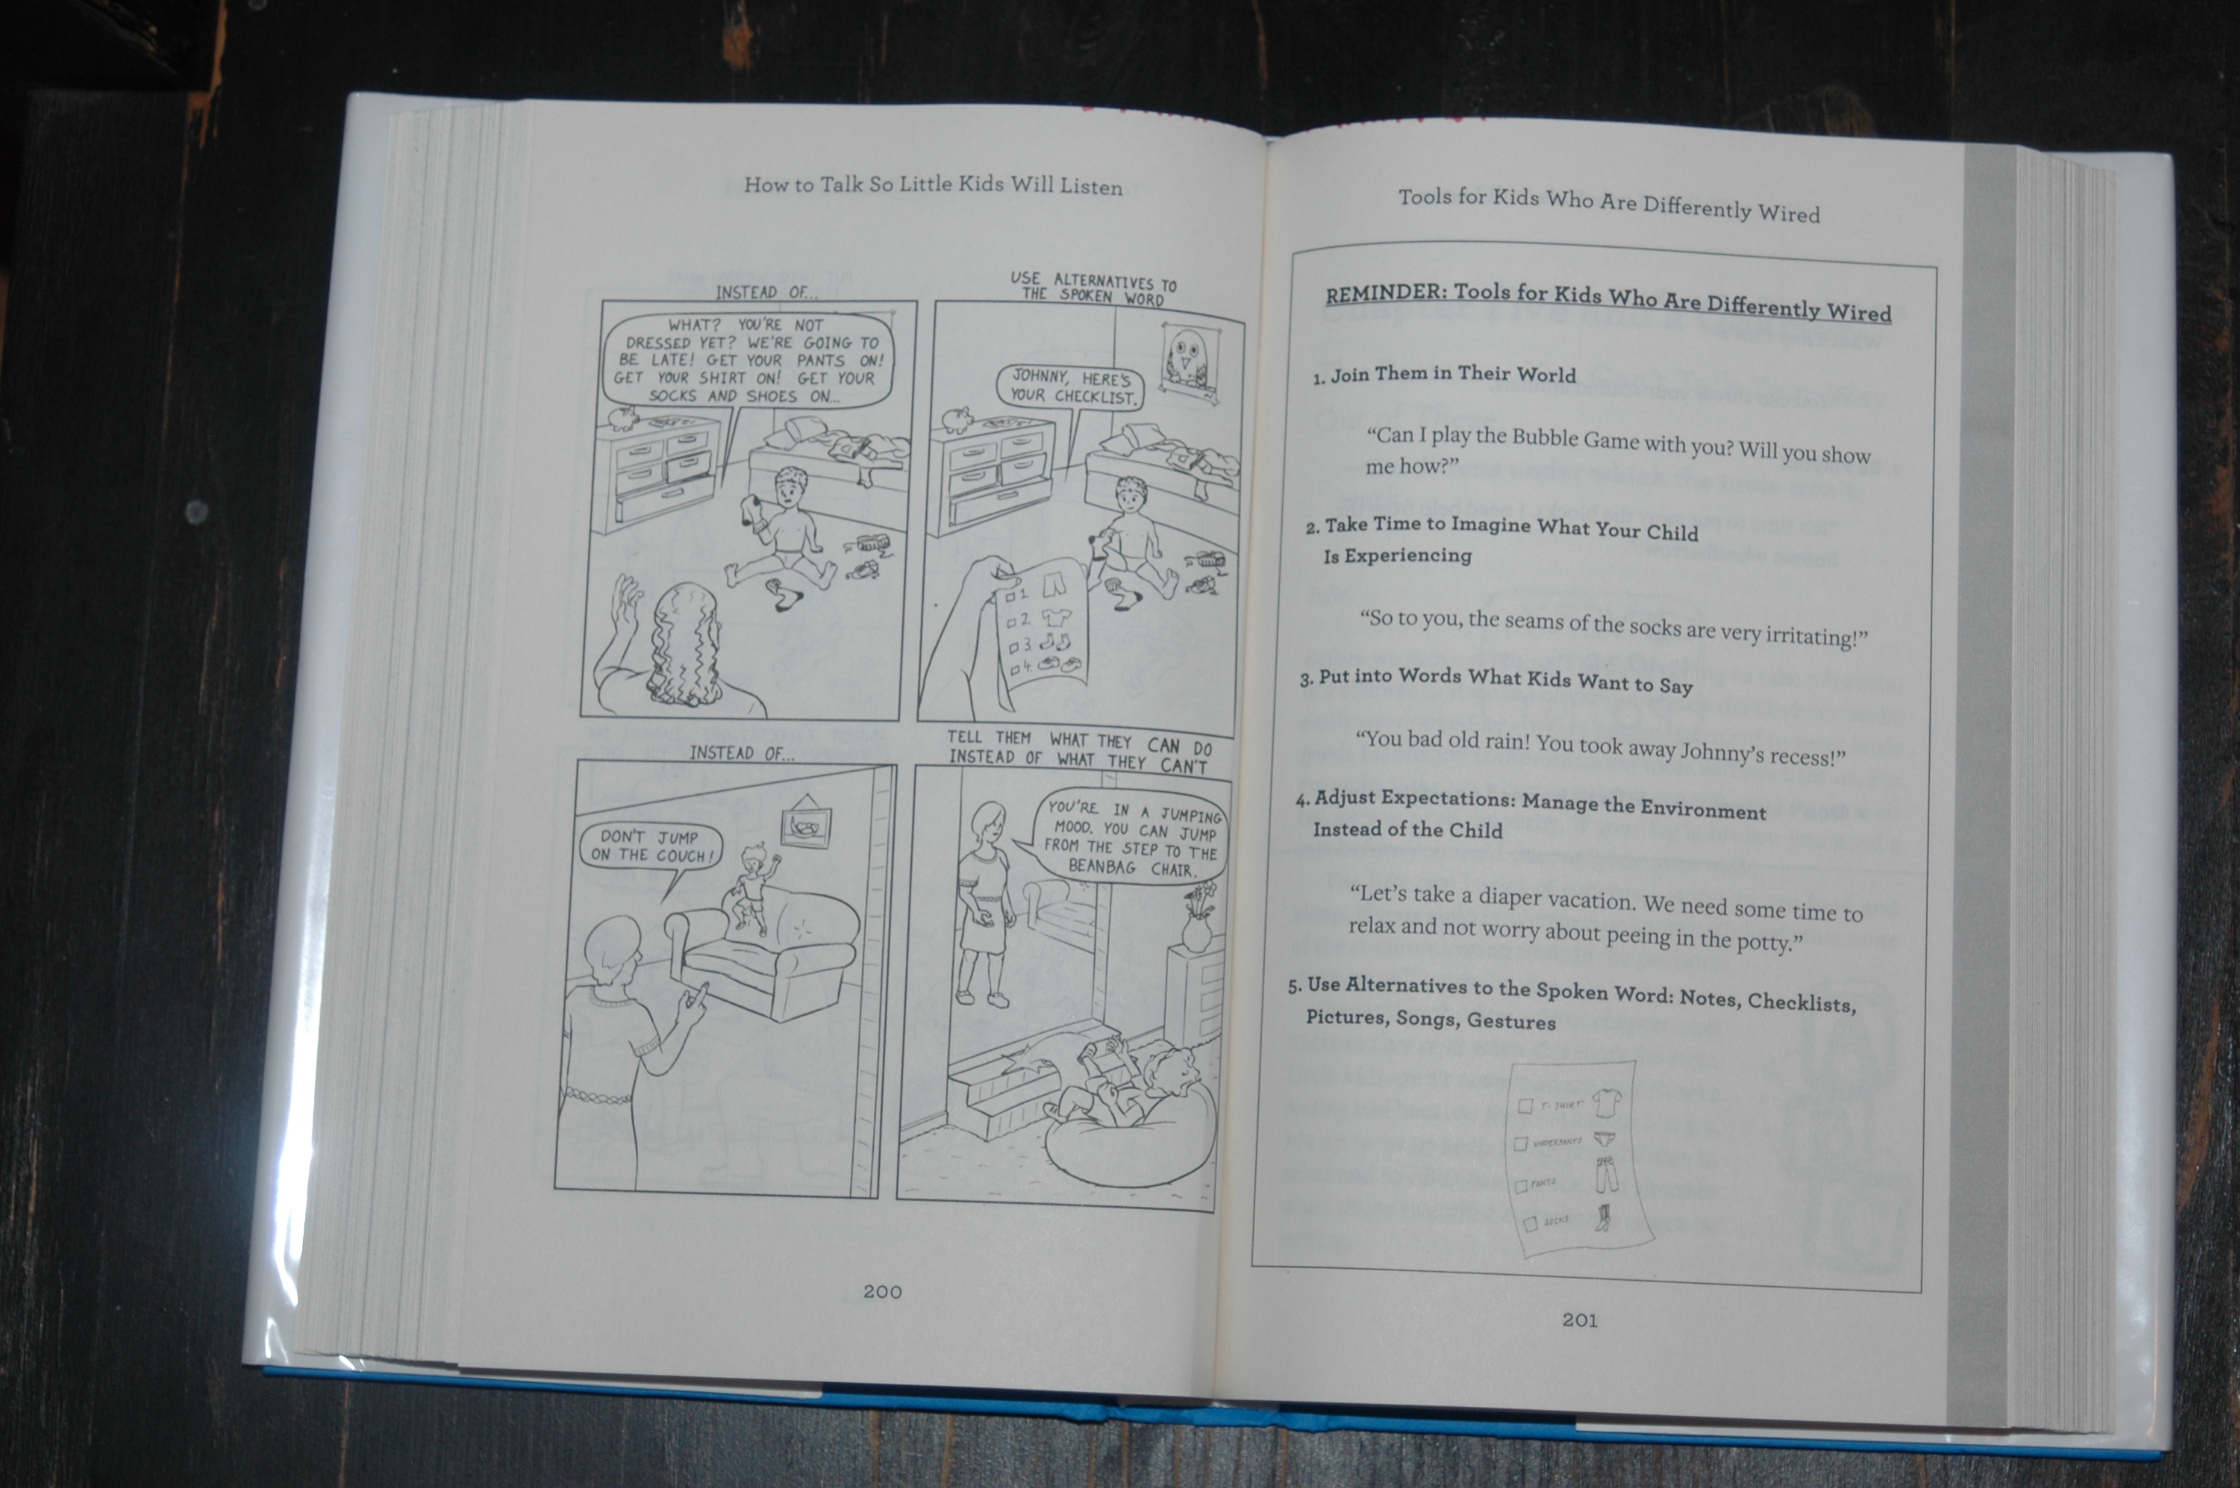 How to Talk So Little Kids Will Listen
INSTEAD OF...
WHAT? YOU'RE NOT
DRESSED YET? WE'RE GOING TO
BE LATE! GET YOUR PANTS ON!
GET YOUR SHIRT ON! GET YOUR
SOCKS AND SHOES ON...
USE ALTERNATIVES TO
THE SPOKEN WORD
JOHNNY, HERE'S
YOUR CHECKLIST.
1
2
3
4
INSTEAD OF...
DON'T JUMP
ON THE COUCH!
TELL THEM WHAT THEY CAN DO
INSTEAD OF WHAT THEY CAN'T
YOU'RE IN A JUMPING
MOOD. YOU CAN JUMP
FROM THE STEP TO THE
BEANBAG CHAIR.
200
Tools for Kids Who Are Differently Wired
REMINDER: Tools for Kids Who Are Differently Wired
1. Join Them in Their World
“Can I play the Bubble Game with you? Will you show
me how?”
2. Take Time to Imagine What Your Child
Is Experiencing
“So to you, the seams of the socks are very irritating!”
3. Put into Words What Kids Want to Say
“You bad old rain! You took away Johnny’s recess!”
4. Adjust Expectations: Manage the Environment
Instead of the Child
“Let’s take a diaper vacation. We need some time to
relax and not worry about peeing in the potty.”
5. Use Alternatives to the Spoken Word: Notes, Checklists,
Pictures, Songs, Gestures
T-SHIRT
UNDERPANTS
PANTS
SOCKS
201